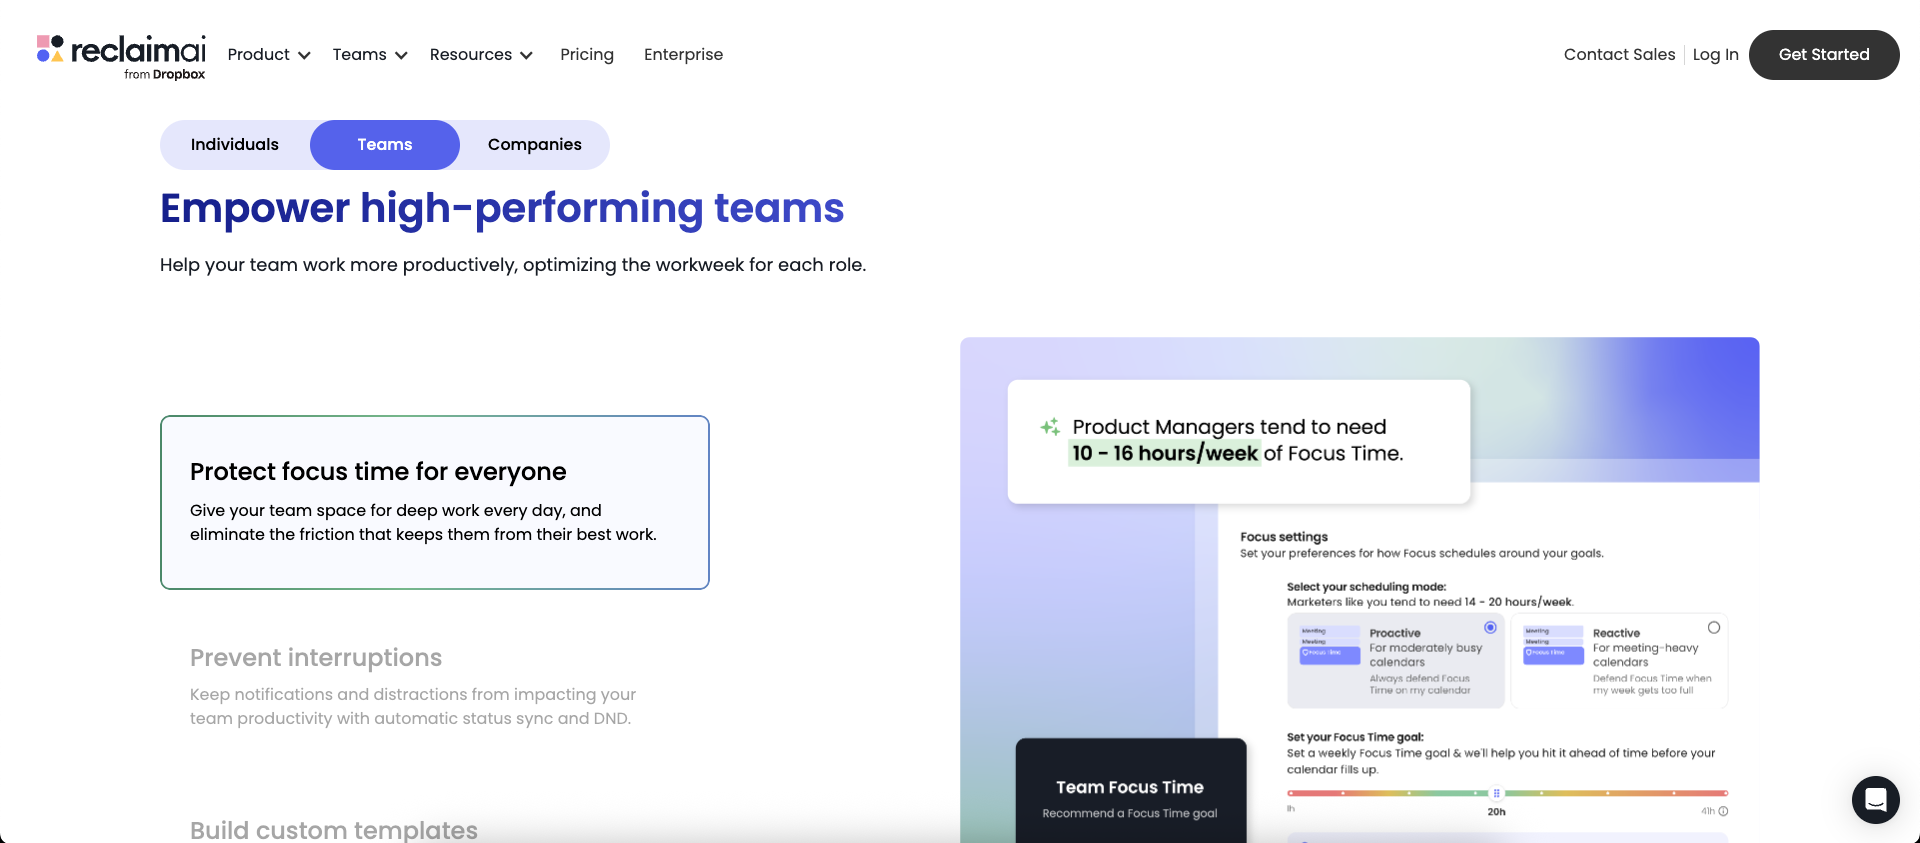 reclaimai
from Dropbox
Product
Teams
Resources
Pricing
Enterprise
Contact Sales
Log In
Get Started
Individuals
Teams
Companies
Empower high-performing teams
Help your team work more productively, optimizing the workweek for each role.
Protect focus time for everyone
Give your team space for deep work every day, and
eliminate the friction that keeps them from their best work.
Prevent interruptions
Keep notifications and distractions from impacting your
team productivity with automatic status sync and DND.
Build custom templates
Product Managers tend to need
10 - 16 hours/week of Focus Time.
Focus settings
Set your preferences for how Focus schedules around your goals.
Select your scheduling mode:
Marketers like you tend to need 14 - 20 hours/week.
Meeting
Meeting
Focus Time
Proactive
For moderately busy
calendars
Always defend Focus
Time on my calendar
Meeting
Meeting
Focus Time
Reactive
For meeting-heavy
calendars
Defend Focus Time when
my week gets too full
Set your Focus Time goal:
Set a weekly Focus Time goal & we'll help you hit it ahead of time before your
calendar fills up.
1h
20h
41h
Team Focus Time
Recommend a Focus Time goal